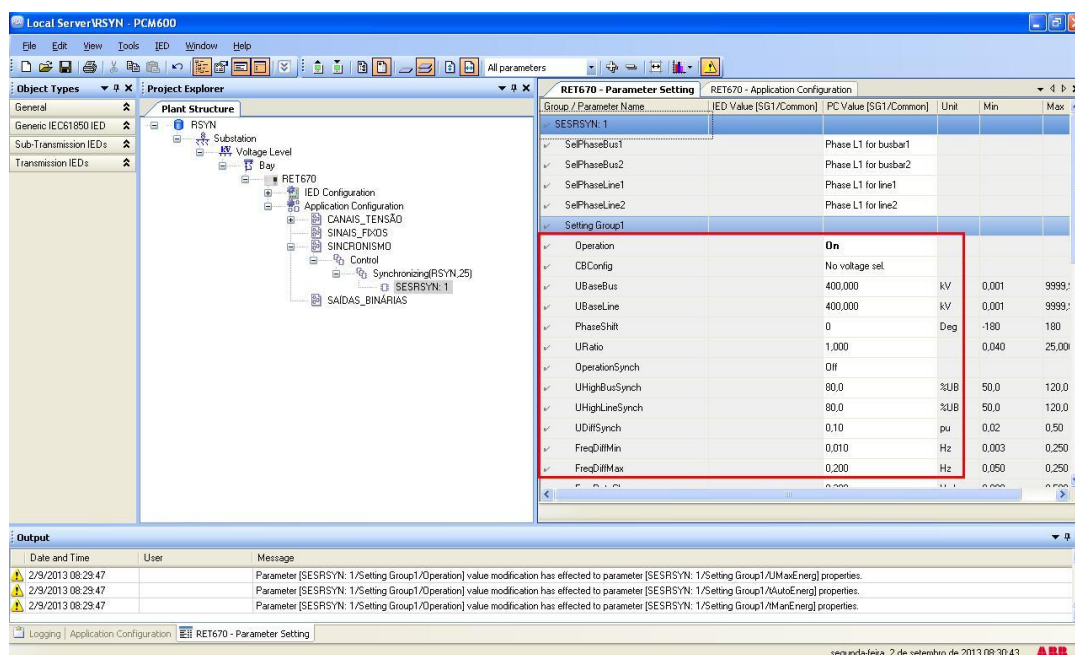 Local Server\RSYN - PCM600
File Edit View Tools IED Window Help
All parameters
Object Types
General
Generic IEC61850 IED
Sub-Transmission IEDs
Transmission IEDs
Project Explorer
Plant Structure
RSYN
Substation
Voltage Level
Bay
RET670
IED Configuration
Application Configuration
CANAIS_TENSÃO
SINAIS_FIXOS
SINCRONISMO
Control
Synchronizing(RSYN,25)
SESRSYN: 1
SAÍDAS_BINÁRIAS
RET670 - Parameter Setting RET670 - Application Configuration
Group / Parameter Name IED Value [SG1/Common] PC Value [SG1/Common] Unit Min Max
SESRSYN: 1
SelPhaseBus1 Phase L1 for busbar1
SelPhaseBus2 Phase L1 for busbar2
SelPhaseLine1 Phase L1 for line1
SelPhaseLine2 Phase L1 for line2
Setting Group1
Operation On
CBConfig No voltage sel.
UBaseBus 400,000 kV 0,001
UBaseLine 400,000 kV 0,001
PhaseShift 0 Deg -180 180
URatio 1,000 0,040
OperationSynch Off
UHighBusSynch 80,0 %UB 50,0 120,0
UHighLineSynch 80,0 %UB 50,0 120,0
UDiffSynch 0,10 pu 0,02 0,50
FreqDiffMin 0,010 Hz 0,003 0,250
FreqDiffMax 0,200 Hz 0,050 0,250
Output
Date and Time User Message
2/9/2013 08:29:47 Parameter [SESRSYN: 1/Setting Group1/Operation] value modification has effected to parameter [SESRSYN: 1/Setting Group1/UMaxEnerg] properties.
2/9/2013 08:29:47 Parameter [SESRSYN: 1/Setting Group1/Operation] value modification has effected to parameter [SESRSYN: 1/Setting Group1/tAutoEnerg] properties.
2/9/2013 08:29:47 Parameter [SESRSYN: 1/Setting Group1/Operation] value modification has effected to parameter [SESRSYN: 1/Setting Group1/tManEnerg] properties.
Logging Application Configuration RET670 - Parameter Setting
segunda-feira, 2 de setembro de 2013 08:30:43 ABB